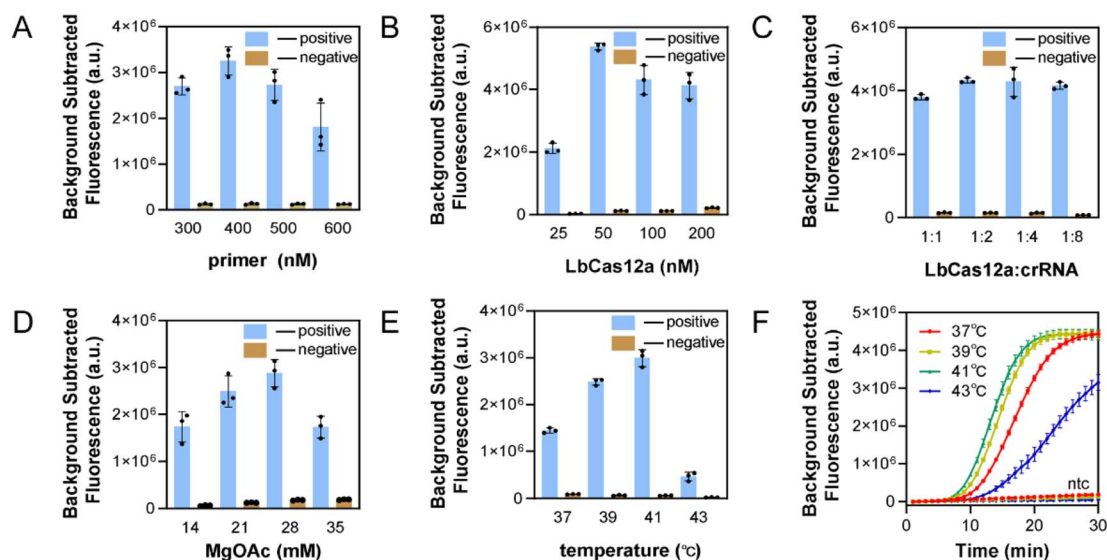 A
Background Subtracted
Fluorescence (a.u.)
4×10⁶
3×10⁶
2×10⁶
1×10⁶
0
positive
negative
300 400 500 600
primer (nM)
B
Background Subtracted
Fluorescence (a.u.)
6×10⁶
4×10⁶
2×10⁶
0
positive
negative
25 50 100 200
LbCas12a (nM)
C
Background Subtracted
Fluorescence (a.u.)
6×10⁶
4×10⁶
2×10⁶
0
positive
negative
1:1 1:2 1:4 1:8
LbCas12a:crRNA
D
Background Subtracted
Fluorescence (a.u.)
4×10⁶
3×10⁶
2×10⁶
1×10⁶
0
positive
negative
14 21 28 35
MgOAc (mM)
E
Background Subtracted
Fluorescence (a.u.)
4×10⁶
3×10⁶
2×10⁶
1×10⁶
0
positive
negative
37 39 41 43
temperature (℃)
F
Background Subtracted
Fluorescence (a.u.)
5×10⁶
4×10⁶
3×10⁶
2×10⁶
1×10⁶
0
37℃
39℃
41℃
43℃
ntc
0 10 20 30
Time (min)